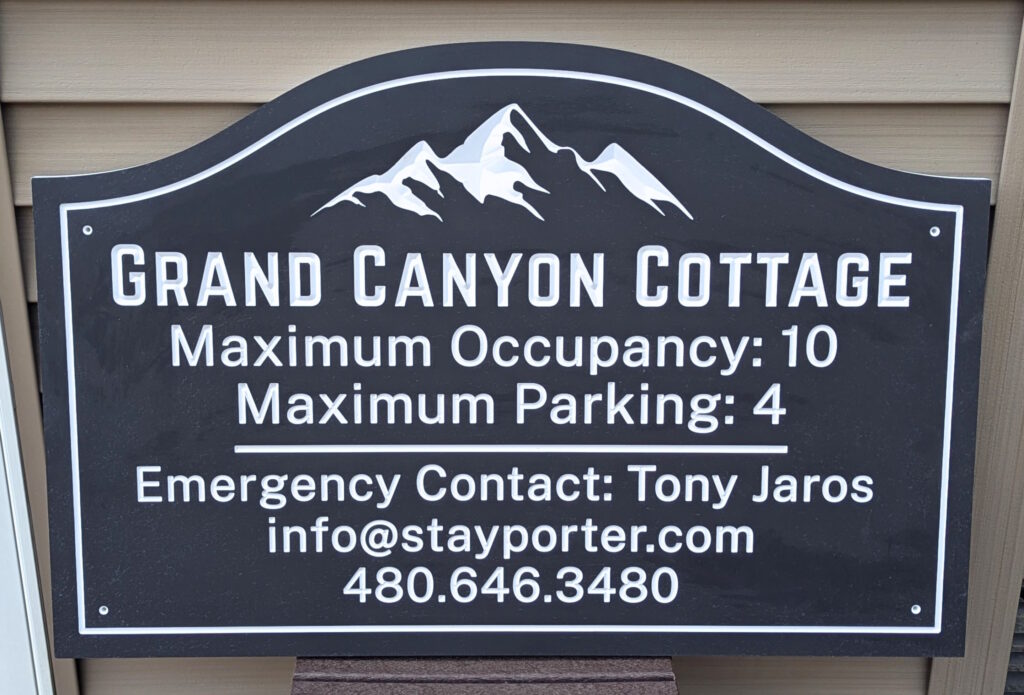 GRAND CANYON COTTAGE
Maximum Occupancy: 10
Maximum Parking: 4
Emergency Contact: Tony Jaros
info@stayporter.com
480.646.3480